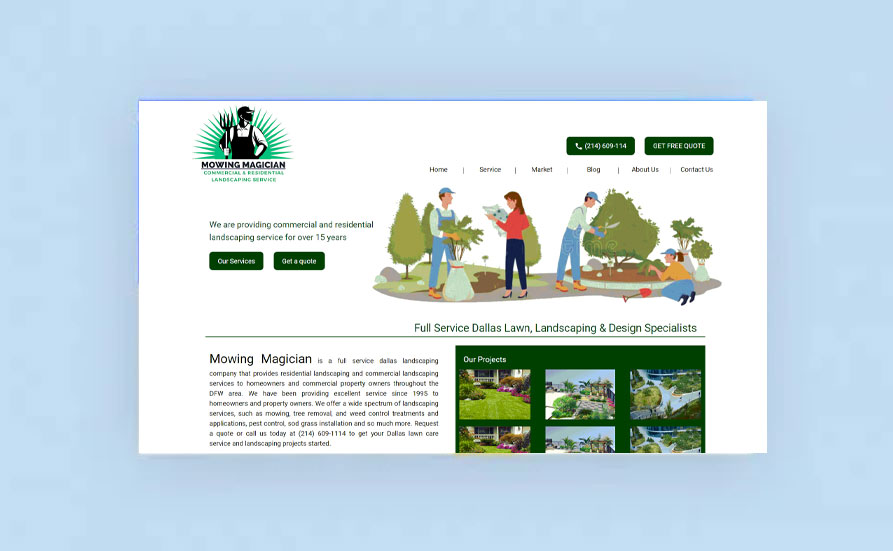 MOWING MAGICIAN
COMMERCIAL & RESIDENTIAL
LANDSCAPING SERVICE
(214) 609-114
GET FREE QUOTE
Home | Service | Market | Blog | About Us | Contact Us
We are providing commercial and residential
landscaping service for over 15 years
Our Services
Get a quote
Full Service Dallas Lawn, Landscaping & Design Specialists
Mowing Magician is a full service dallas landscaping
company that provides residential landscaping and commercial landscaping
services to homeowners and commercial property owners throughout the
DFW area. We have been providing excellent service since 1995 to
homeowners and property owners. We offer a wide spectrum of landscaping
services, such as mowing, tree removal, and weed control treatments and
applications, pest control, sod grass installation and so much more. Request
a quote or call us today at (214) 609-1114 to get your Dallas lawn care
service and landscaping projects started.
Our Projects